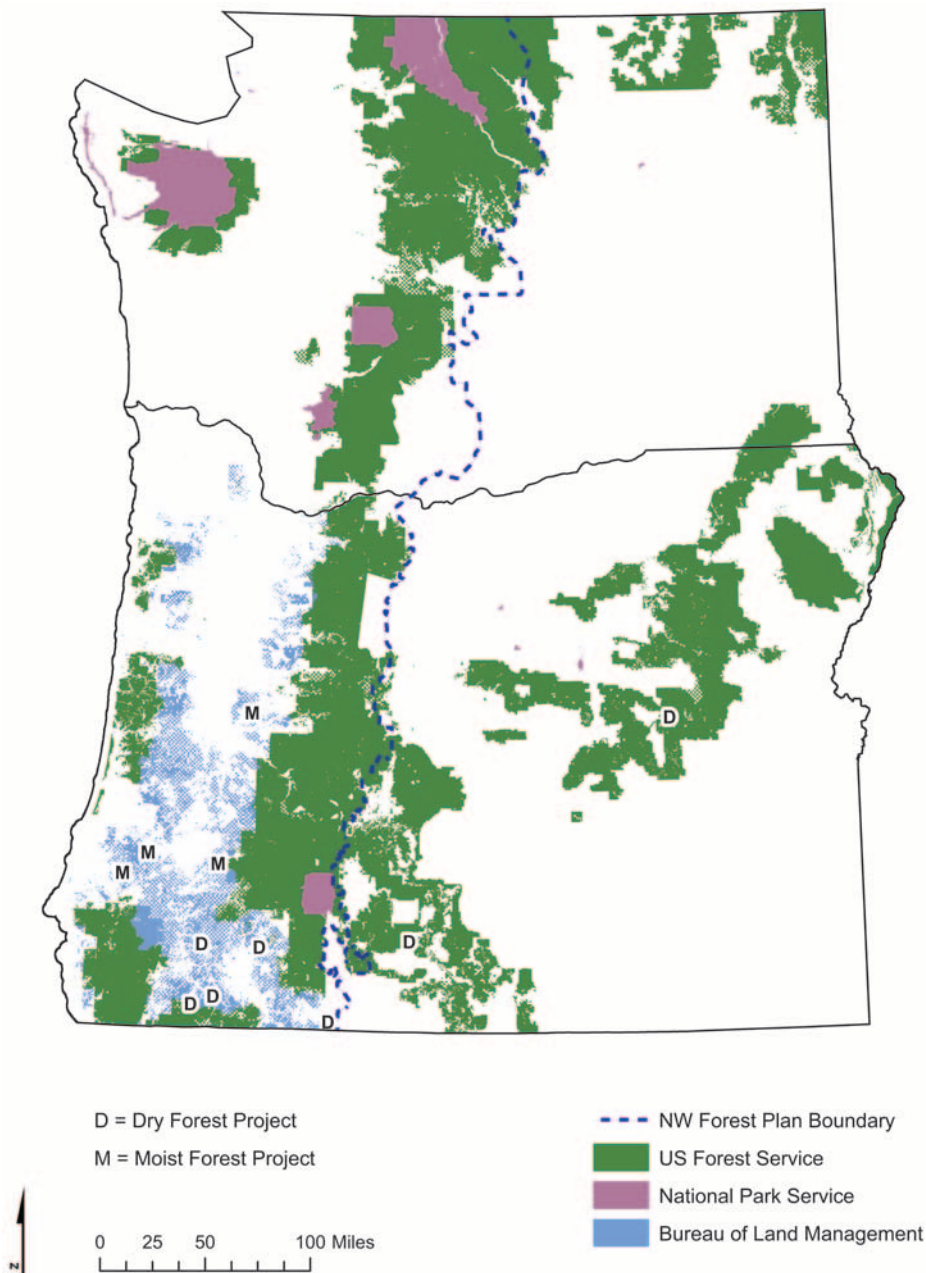 M
D
M
M
M
D
D
D
D
D
D
D = Dry Forest Project
M = Moist Forest Project
NW Forest Plan Boundary
US Forest Service
National Park Service
Bureau of Land Management
0 25 50 100 Miles
N